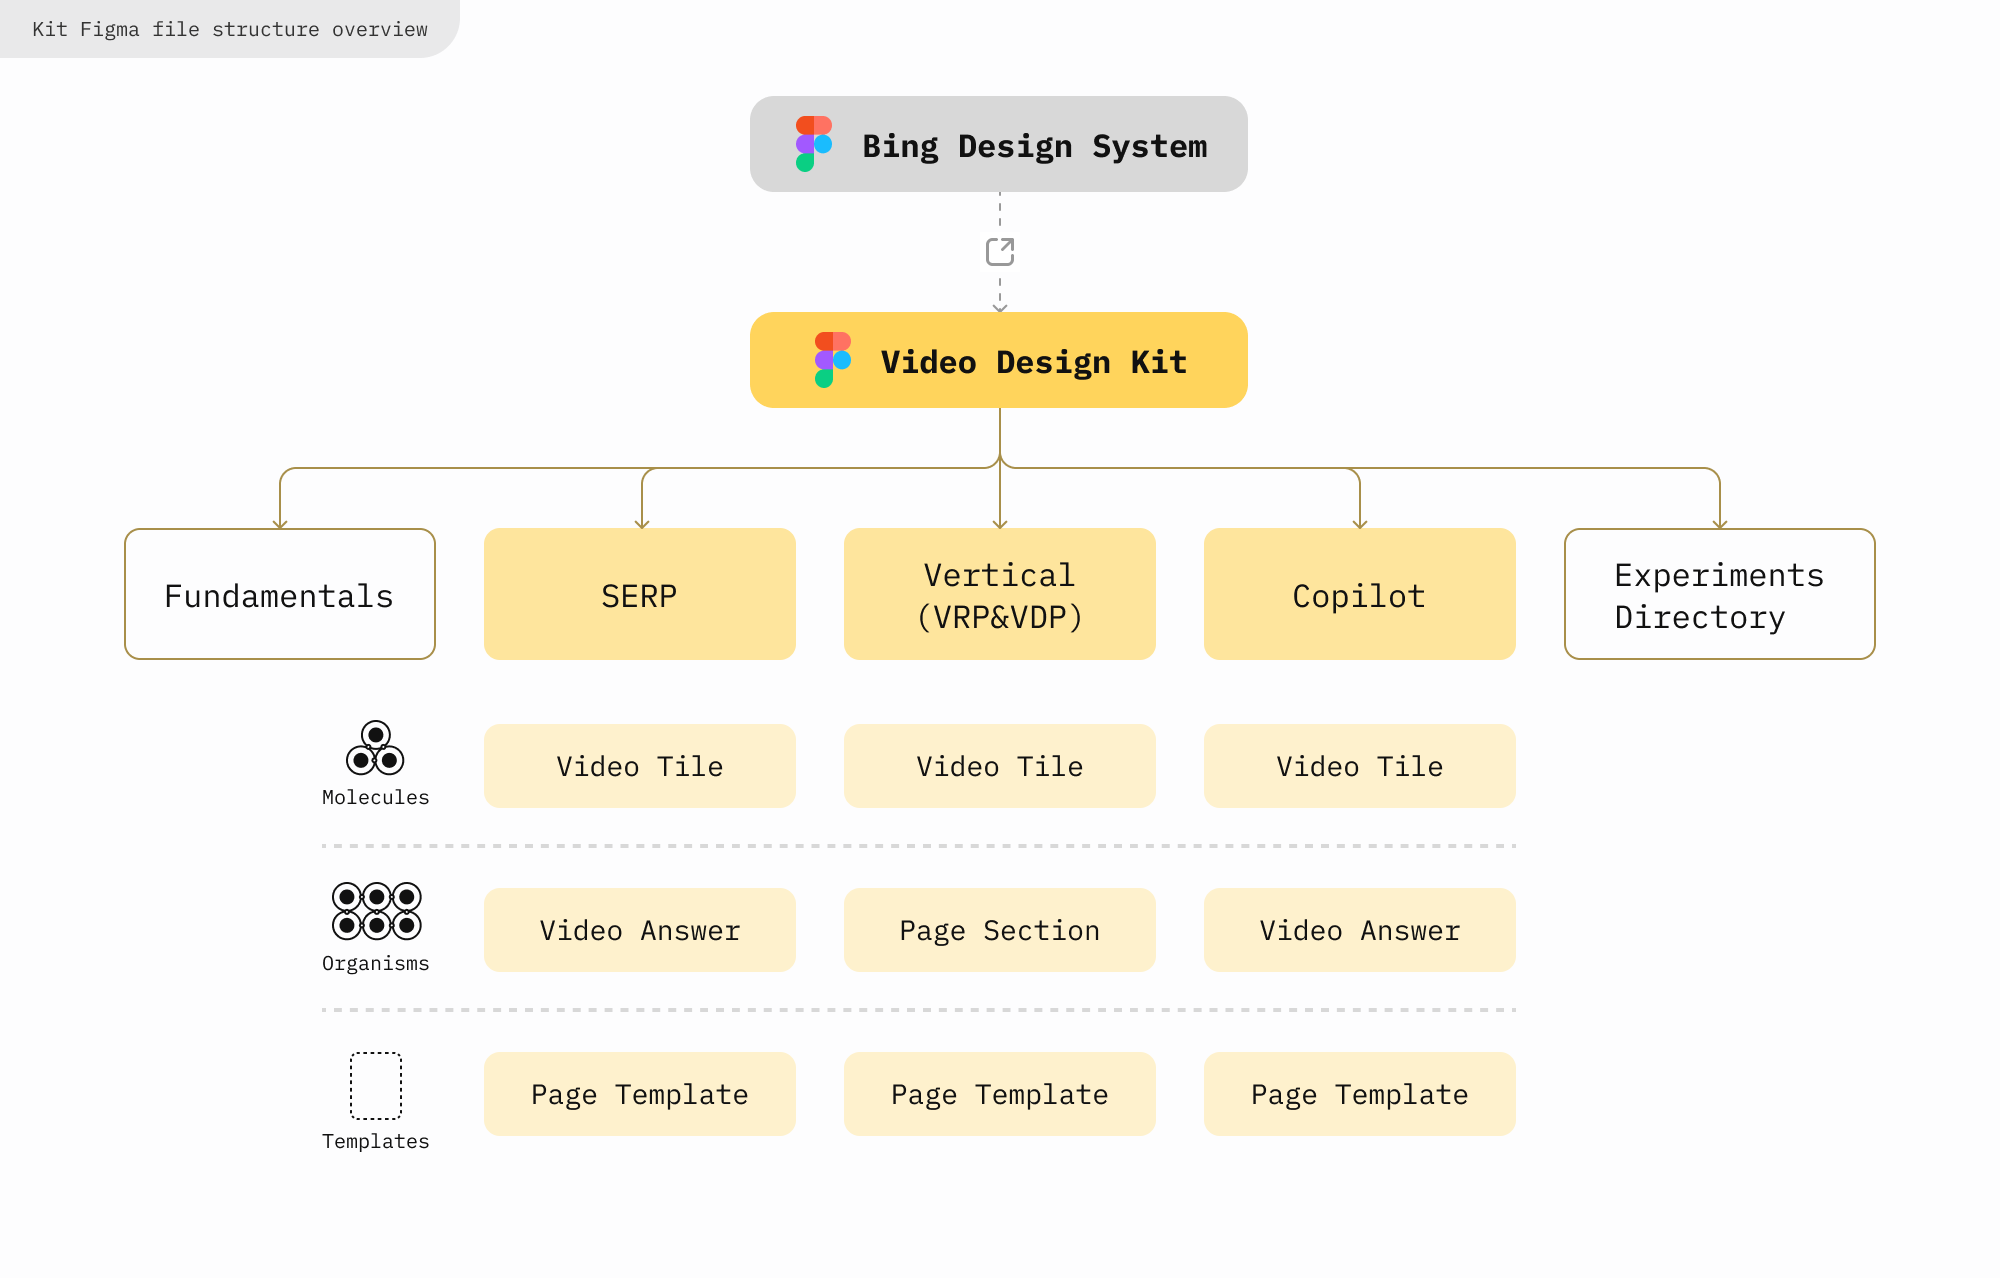 Kit Figma file structure overview
Bing Design System
Video Design Kit
Fundamentals
SERP
Vertical
(VRP&VDP)
Copilot
Experiments
Directory
Molecules
Video Tile
Video Tile
Video Tile
Organisms
Video Answer
Page Section
Video Answer
Templates
Page Template
Page Template
Page Template